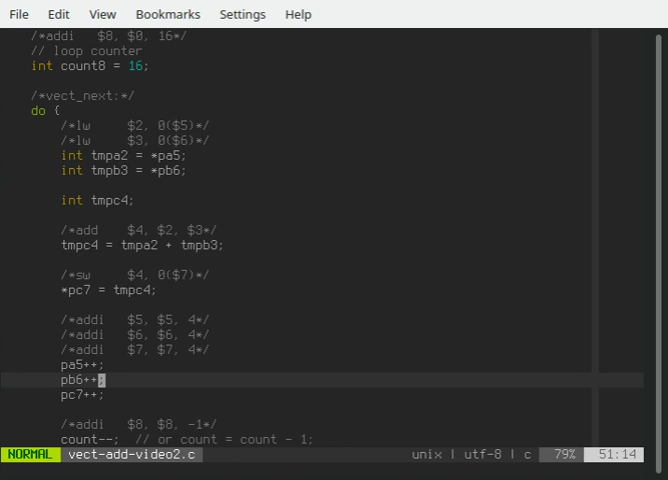 File Edit View Bookmarks Settings Help
/*addi $8, $0, 16*/
// loop counter
int count8 = 16;
/*vect_next:*/
do {
/*lw $2, 0($5)*/
/*lw $3, 0($6)*/
int tmpa2 = *pa5;
int tmpb3 = *pb6;
int tmpc4;
/*add $4, $2, $3*/
tmpc4 = tmpa2 + tmpb3;
/*sw $4, 0($7)*/
*pc7 = tmpc4;
/*addi $5, $5, 4*/
/*addi $6, $6, 4*/
/*addi $7, $7, 4*/
pa5++;
pb6++;
pc7++;
/*addi $8, $8, -1*/
count--; // or count = count - 1;
NORMAL vect-add-video2.c unix | utf-8 | c 79% 51:14